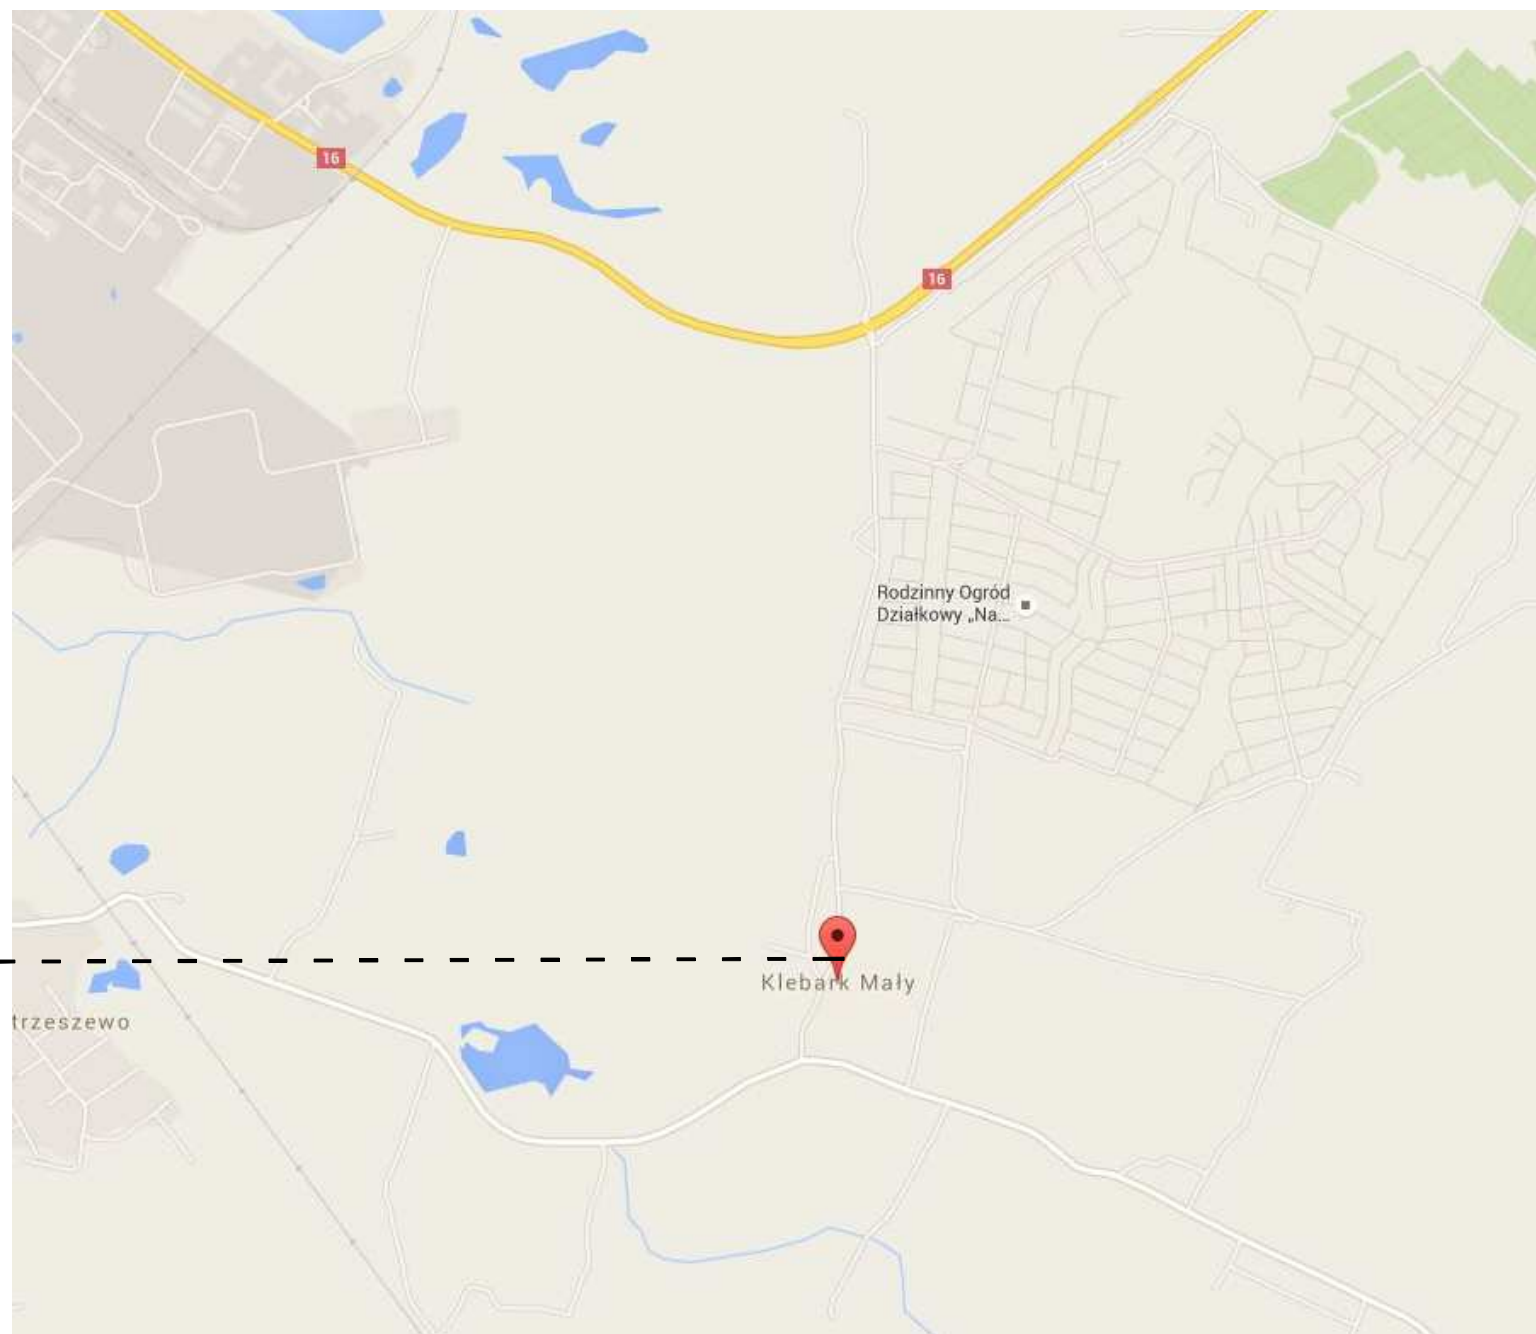 16
16
Rodzinny Ogród
Działkowy „Na...
Klebark Mały
trzeszewo